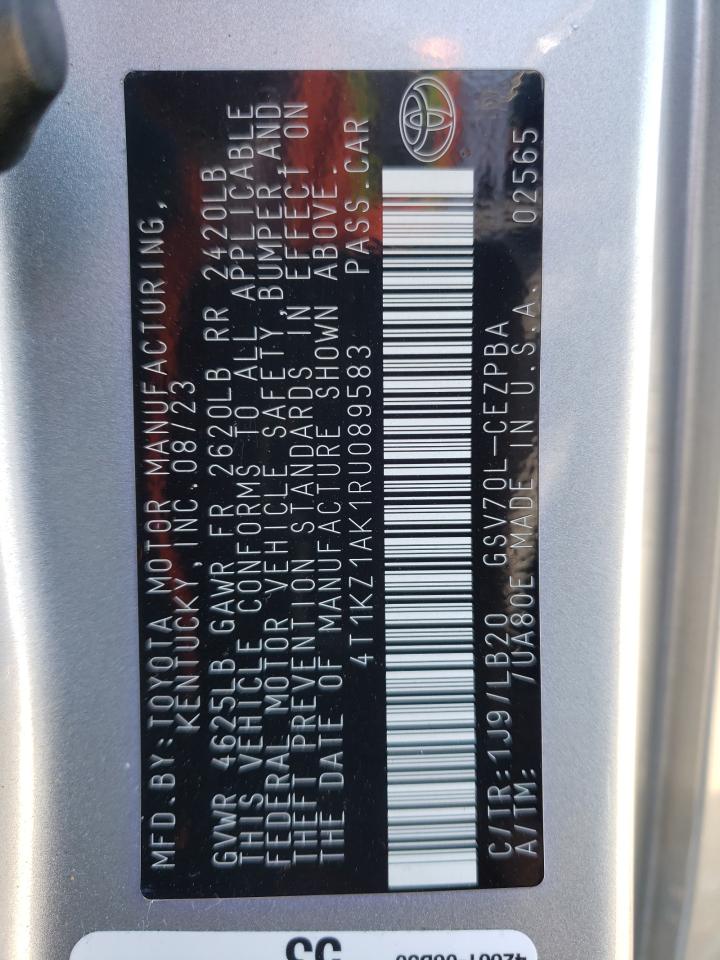 MFD.BY:TOYOTA MOTOR MANUFACTURING,
KENTUCKY,INC.08/23
GVWR 4625LB GAWR FR 2620LB RR 2420LB
THIS VEHICLE CONFORMS TO ALL APPLICABLE
FEDERAL MOTOR VEHICLE SAFETY,BUMPER,AND
THEFT PREVENTION STANDARDS IN EFFECT ON
THE DATE OF MANUFACTURE SHOWN ABOVE.
4T1KZ1AK1RU089583 PASS.CAR
C/TR:1J9/LB20 GSV70L-CEZPBA 02565
A/TM: /UA80E MADE IN U.S.A.